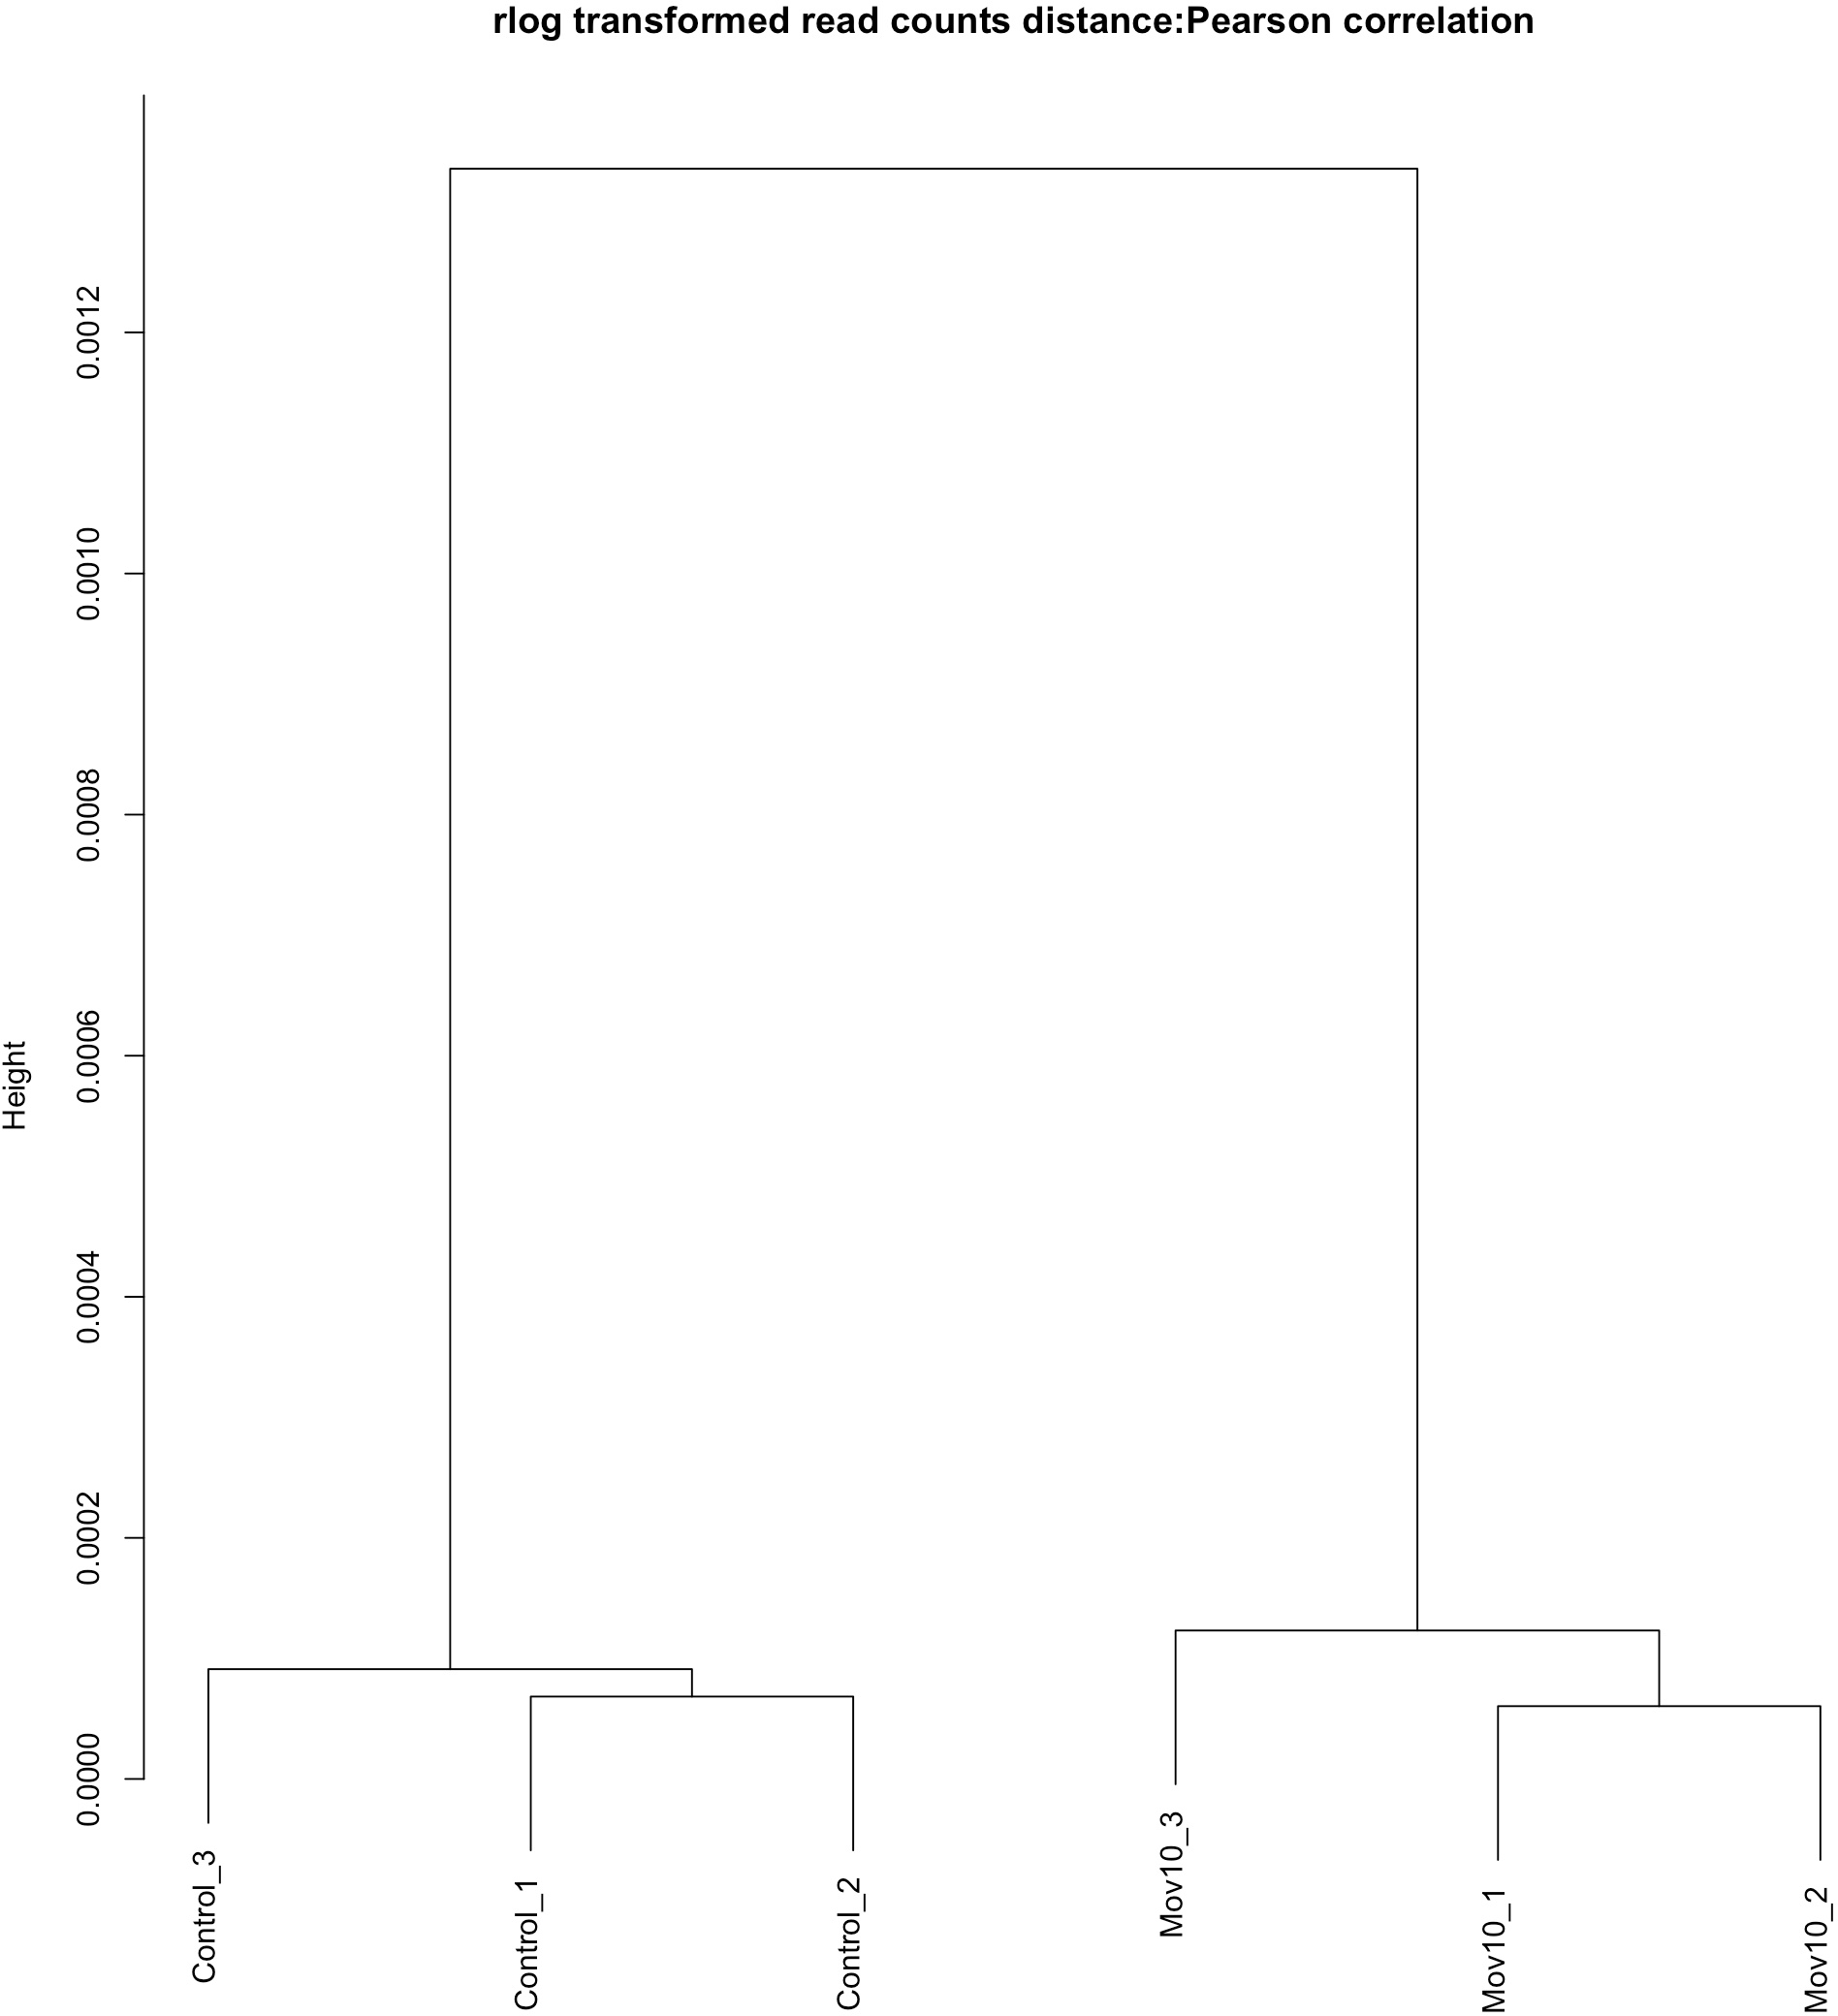 rlog transformed read counts distance:Pearson correlation
Height
0.0012
0.0010
0.0008
0.0006
0.0004
0.0002
0.0000
Control_3
Control_1
Control_2
Mov10_3
Mov10_1
Mov10_2